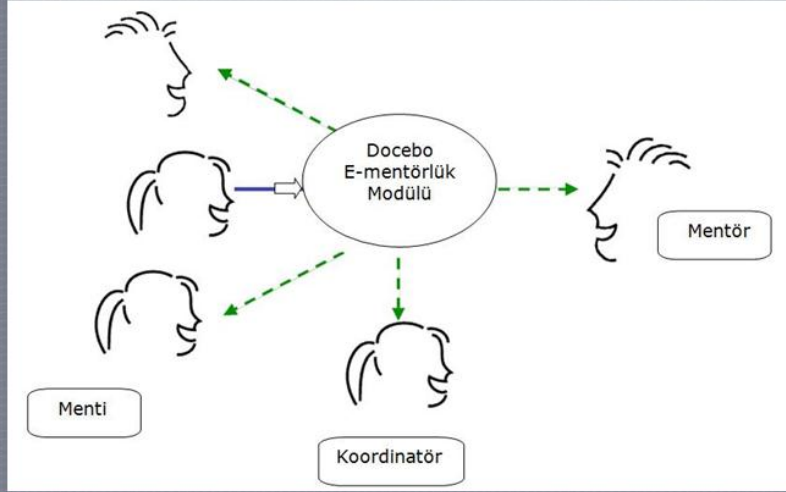 Docebo
E-mentörlük
Modülü
Mentör
Menti
Koordinatör